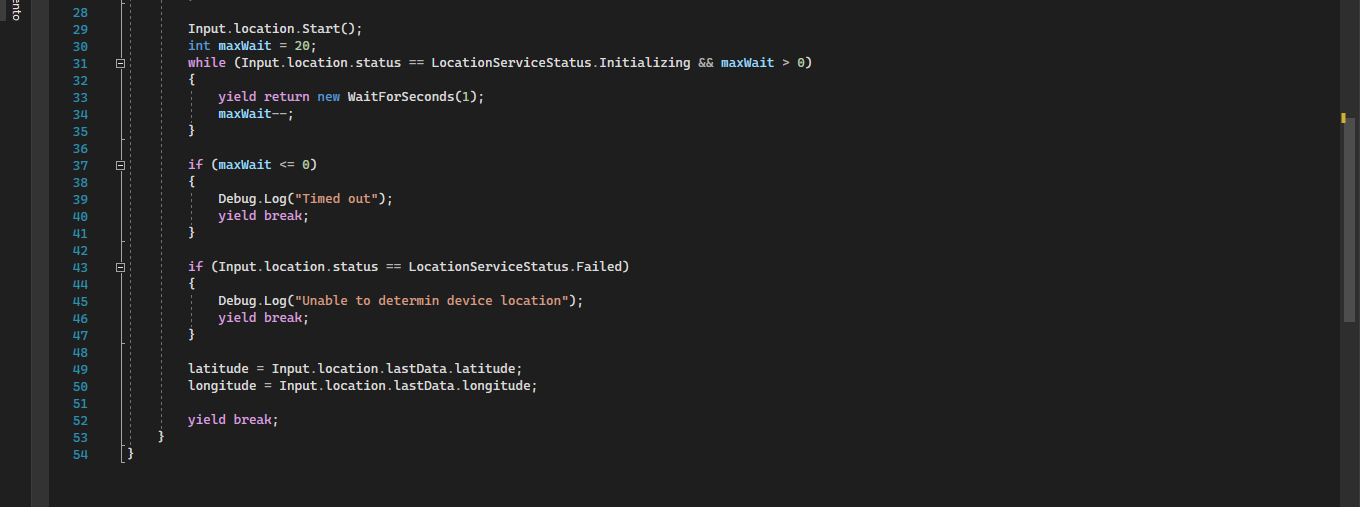 ento
28
29 Input.location.Start();
30 int maxWait = 20;
31 while (Input.location.status == LocationServiceStatus.Initializing && maxWait > 0)
32 {
33 yield return new WaitForSeconds(1);
34 maxWait--;
35 }
36
37 if (maxWait <= 0)
38 {
39 Debug.Log("Timed out");
40 yield break;
41 }
42
43 if (Input.location.status == LocationServiceStatus.Failed)
44 {
45 Debug.Log("Unable to determin device location");
46 yield break;
47 }
48
49 latitude = Input.location.lastData.latitude;
50 longitude = Input.location.lastData.longitude;
51
52 yield break;
53 }
54 }